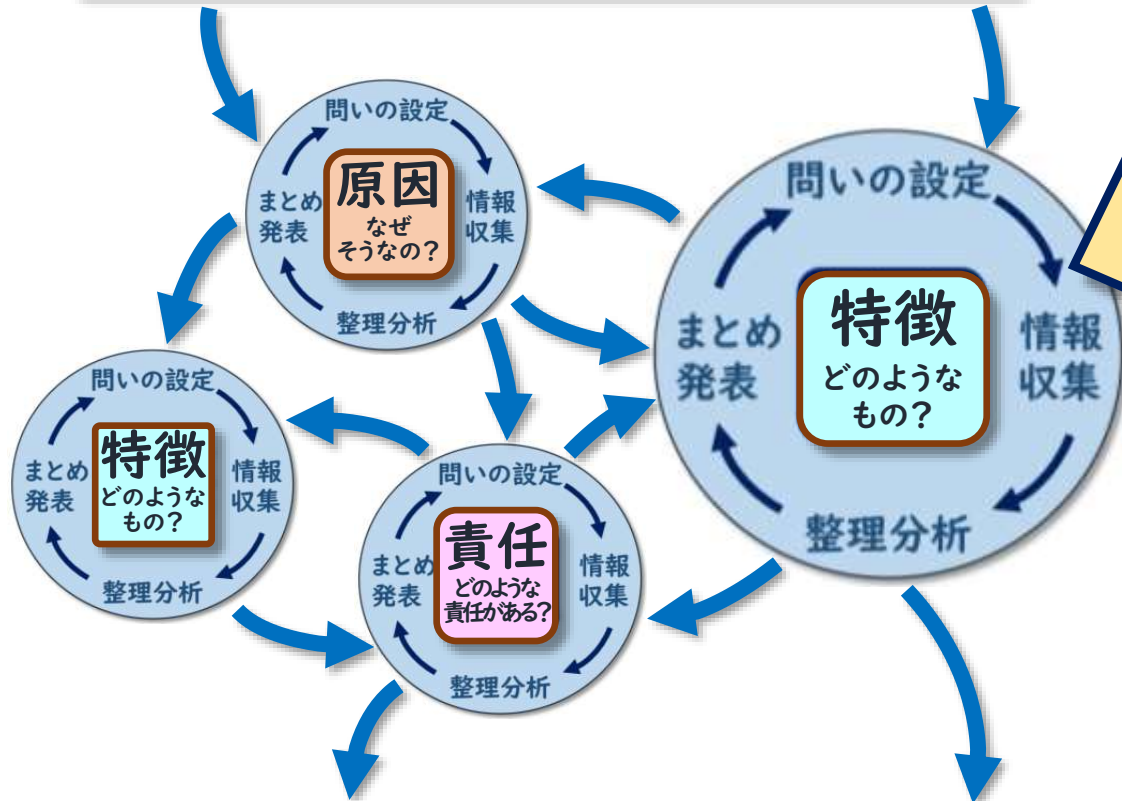 問いの設定
原因
なぜ
そうなの？
情報
収集
整理分析
まとめ
発表
問いの設定
特徴
どのような
もの？
情報
収集
整理分析
まとめ
発表
問いの設定
特徴
どのような
もの？
情報
収集
整理分析
まとめ
発表
問いの設定
責任
どのような
責任がある？
情報
収集
整理分析
まとめ
発表